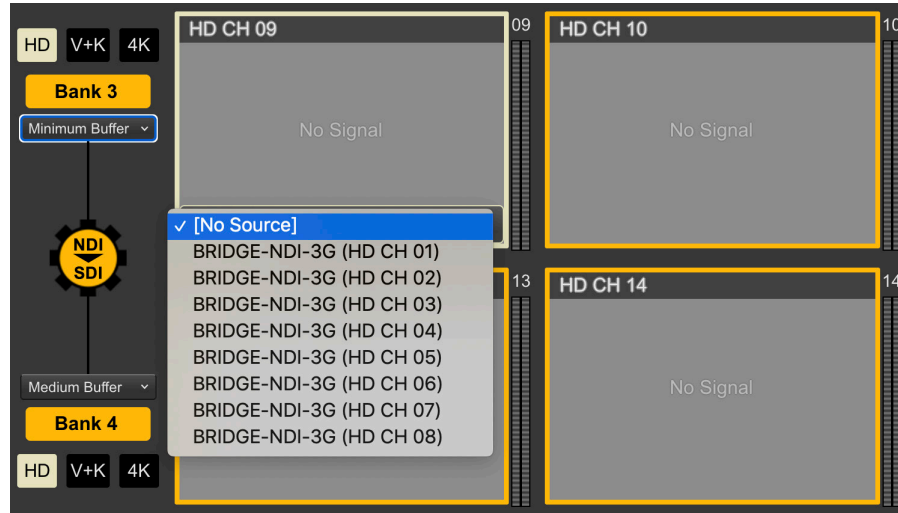 HD V+K 4K
Bank 3
Minimum Buffer
NDI
SDI
Medium Buffer
Bank 4
HD V+K 4K
HD CH 09
09
No Signal
✓ [No Source]
BRIDGE-NDI-3G (HD CH 01)
BRIDGE-NDI-3G (HD CH 02)
BRIDGE-NDI-3G (HD CH 03)
BRIDGE-NDI-3G (HD CH 04)
BRIDGE-NDI-3G (HD CH 05)
BRIDGE-NDI-3G (HD CH 06)
BRIDGE-NDI-3G (HD CH 07)
BRIDGE-NDI-3G (HD CH 08)
13
HD CH 10
10
No Signal
HD CH 14
14
No Signal